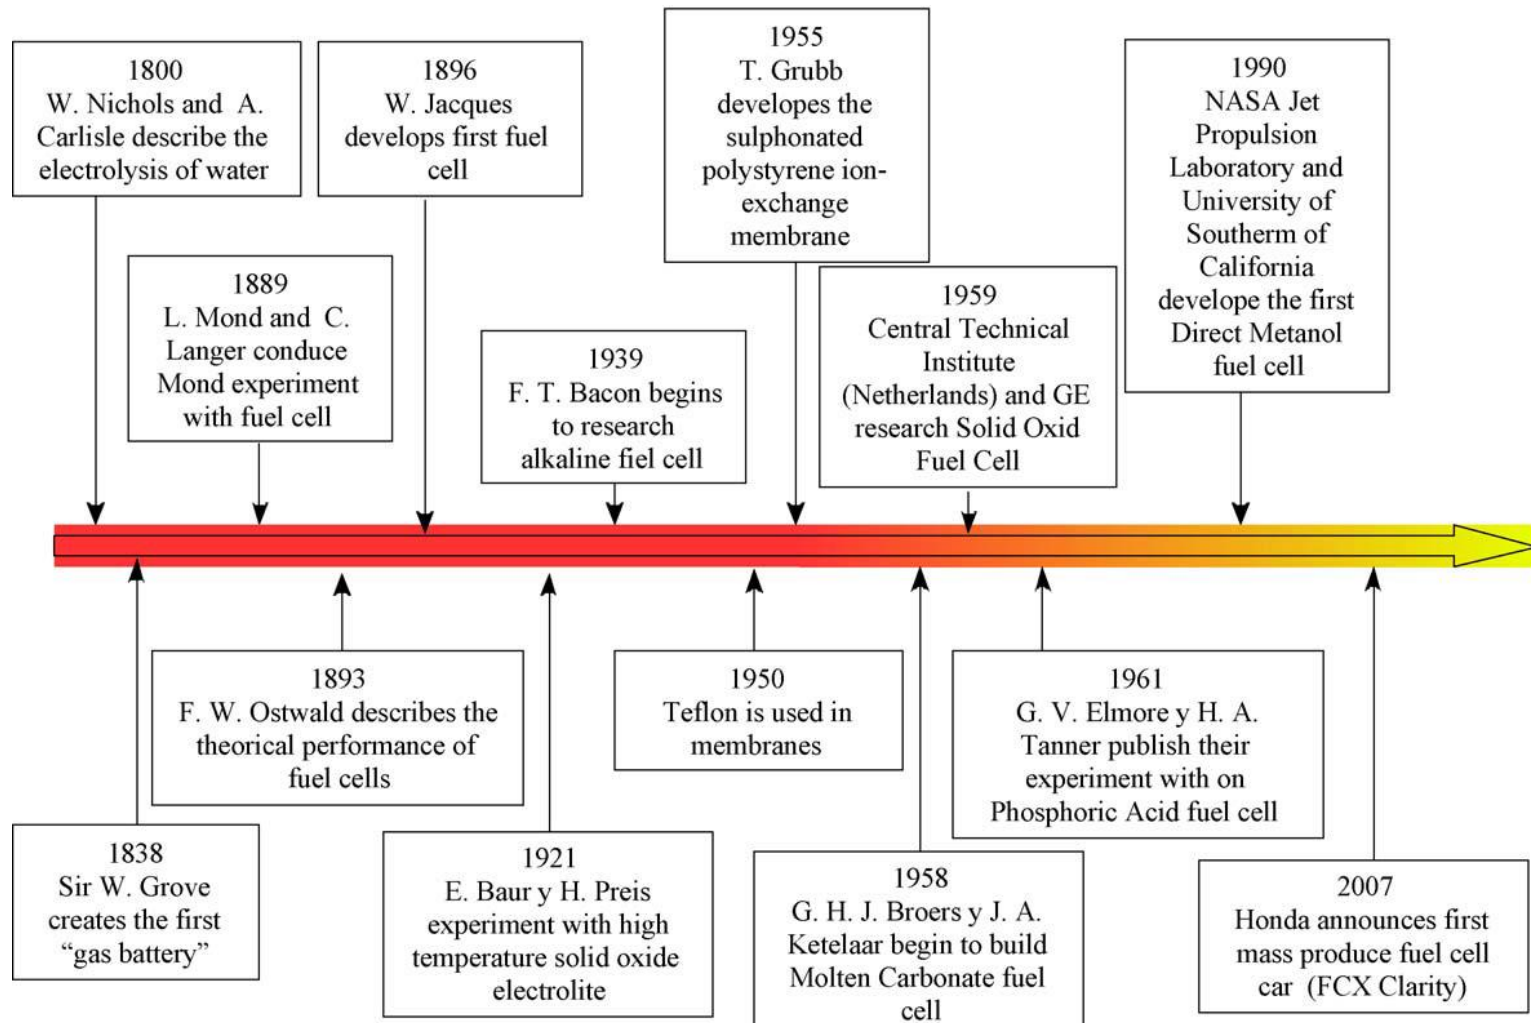 1800
W. Nichols and A.
Carlisle describe the
electrolysis of water
1896
W. Jacques
develops first fuel
cell
1955
T. Grubb
developes the
sulphonated
polystyrene ion-
exchange
membrane
1990
NASA Jet
Propulsion
Laboratory and
University of
Southerm of
California
develope the first
Direct Metanol
fuel cell
1889
L. Mond and C.
Langer conduce
Mond experiment
with fuel cell
1939
F. T. Bacon begins
to research
alkaline fiel cell
1959
Central Technical
Institute
(Netherlands) and GE
research Solid Oxid
Fuel Cell
1893
F. W. Ostwald describes the
theorical performance of
fuel cells
1950
Teflon is used in
membranes
1961
G. V. Elmore y H. A.
Tanner publish their
experiment with on
Phosphoric Acid fuel cell
1838
Sir W. Grove
creates the first
“gas battery”
1921
E. Baur y H. Preis
experiment with high
temperature solid oxide
electrolite
1958
G. H. J. Broers y J. A.
Ketelaar begin to build
Molten Carbonate fuel
cell
2007
Honda announces first
mass produce fuel cell
car (FCX Clarity)